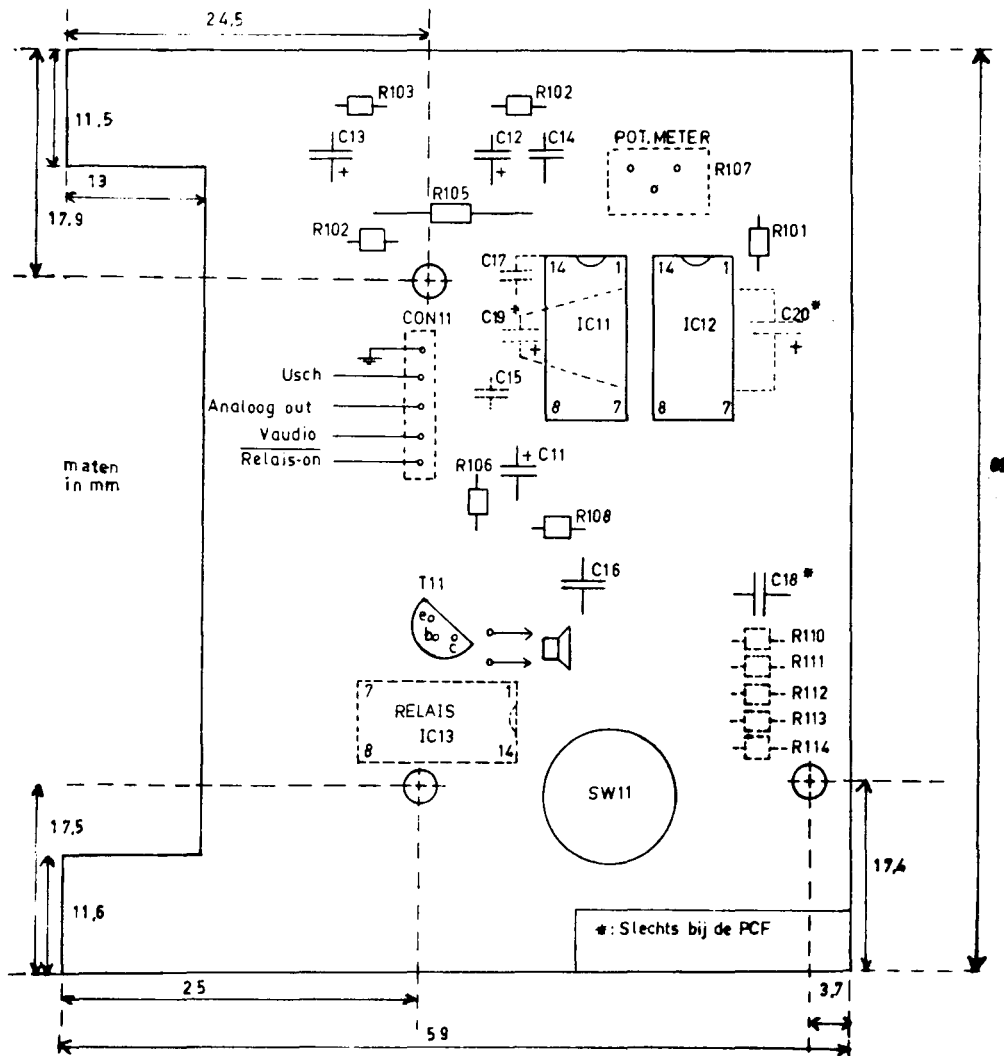 24,5
R103
R102
11,5
C13
C12
C14
POT.METER
+
+
R107
13
R105
17,9
R102
R101
C17
14
1
14
1
CON11
*
C19
IC11
IC12
C20*
+
+
Usch
C15
Analoog out
8
7
8
7
Vaudio
Relais-on
+
C11
maten
in mm
R106
R108
C16
C18*
T11
e
b
c
R110
R111
7
1
R112
RELAIS
IC13
R113
8
14
R114
SW11
17,5
17,4
11,6
*: Slechts bij de PCF
25
3,7
59